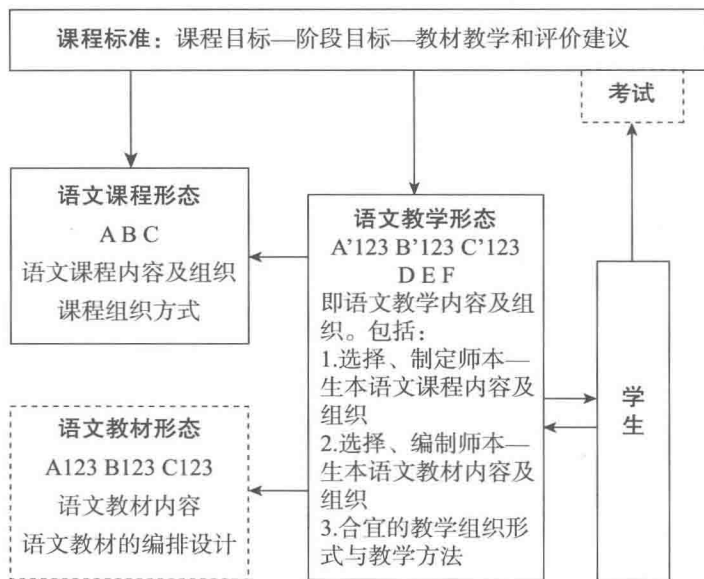 课程标准：课程目标—阶段目标—教材教学和评价建议
考试
语文课程形态
A B C
语文课程内容及组织
课程组织方式
语文教学形态
A’123 B’123 C’123
D E F
即语文教学内容及组
织。包括：
1.选择、制定师本—
生本语文课程内容及
组织
2.选择、编制师本—
生本语文教材内容及
组织
3.合宜的教学组织形
式与教学方法
学
生
语文教材形态
A123 B123 C123
语文教材内容
语文教材的编排设计